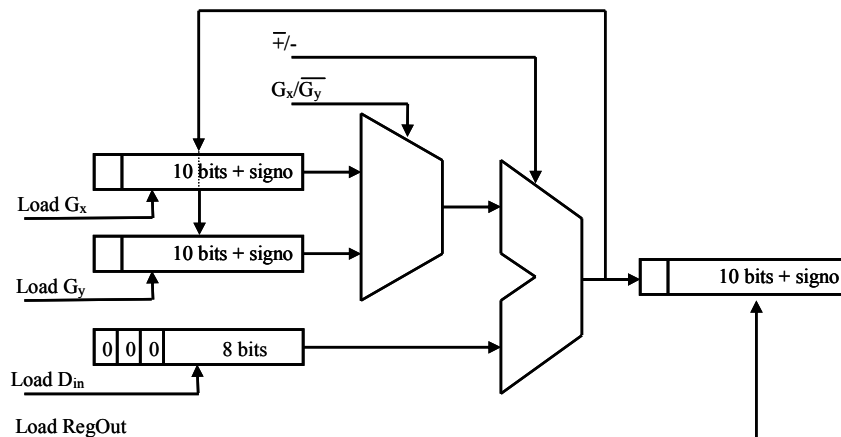 +̅/-
Gx/G̅y̅
10 bits + signo
Load Gx
10 bits + signo
10 bits + signo
Load Gy
0 0 0 8 bits
Load Din
Load RegOut